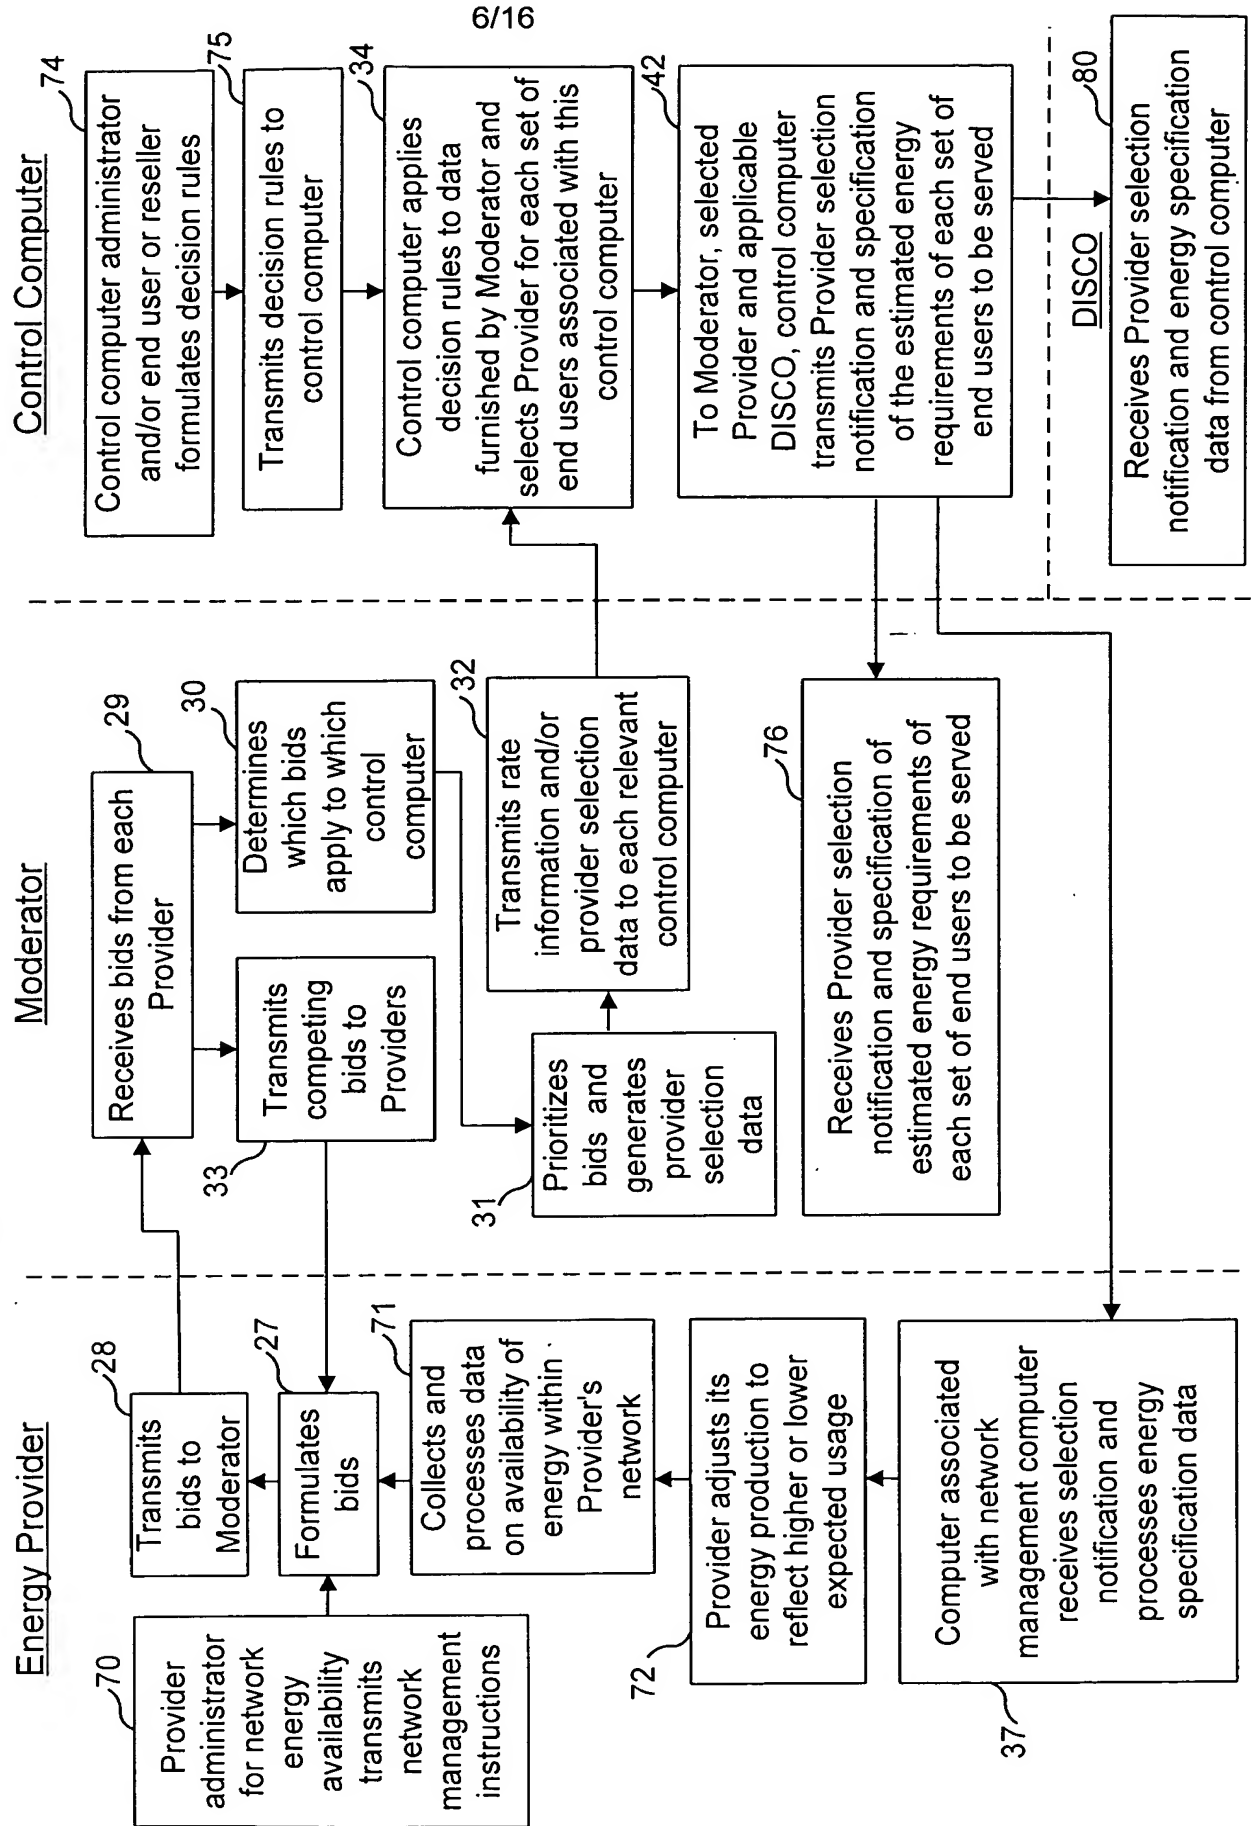 6/16
Energy Provider
70
Provider
administrator
for network
energy
availability
transmits
network
management
instructions
28
Transmits
bids to
Moderator
27
Formulates
bids
71
Collects and
processes data
on availability of
energy within
Provider's
network
72
Provider adjusts its
energy production to
reflect higher or lower
expected usage
37
Computer associated
with network
management computer
receives selection
notification and
processes energy
specification data
Moderator
29
Receives bids from each
Provider
33
Transmits
competing
bids to
Providers
30
Determines
which bids
apply to which
control
computer
31
Prioritizes
bids and
generates
provider
selection
data
32
Transmits rate
information and/or
provider selection
data to each relevant
control computer
76
Receives Provider selection
notification and specification of
estimated energy requirements of
each set of end users to be served
Control Computer
74
Control computer administrator
and/or end user or reseller
formulates decision rules
75
Transmits decision rules to
control computer
34
Control computer applies
decision rules to data
furnished by Moderator and
selects Provider for each set of
end users associated with this
control computer
42
To Moderator, selected
Provider and applicable
DISCO, control computer
transmits Provider selection
notification and specification
of the estimated energy
requirements of each set of
end users to be served
DISCO
80
Receives Provider selection
notification and energy specification
data from control computer